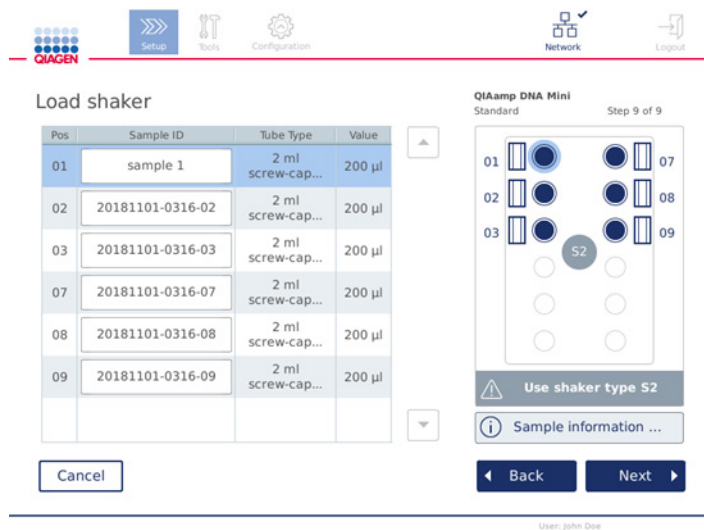 QIAGEN
Setup
Tools
Configuration
Network
Logout
Load shaker
QIAamp DNA Mini
Standard Step 9 of 9
Pos Sample ID Tube Type Value
01 sample 1 2 ml screw-cap... 200 µl
02 20181101-0316-02 2 ml screw-cap... 200 µl
03 20181101-0316-03 2 ml screw-cap... 200 µl
07 20181101-0316-07 2 ml screw-cap... 200 µl
08 20181101-0316-08 2 ml screw-cap... 200 µl
09 20181101-0316-09 2 ml screw-cap... 200 µl
01 07
02 08
03 09
S2
Use shaker type S2
Sample information ...
Cancel
Back
Next
User: John Doe